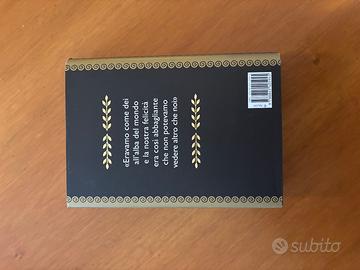 «Eravamo come dei
all'alba del mondo
e la nostra felicità
era così abbagliante
che non potevamo
vedere altro che noi»
subito